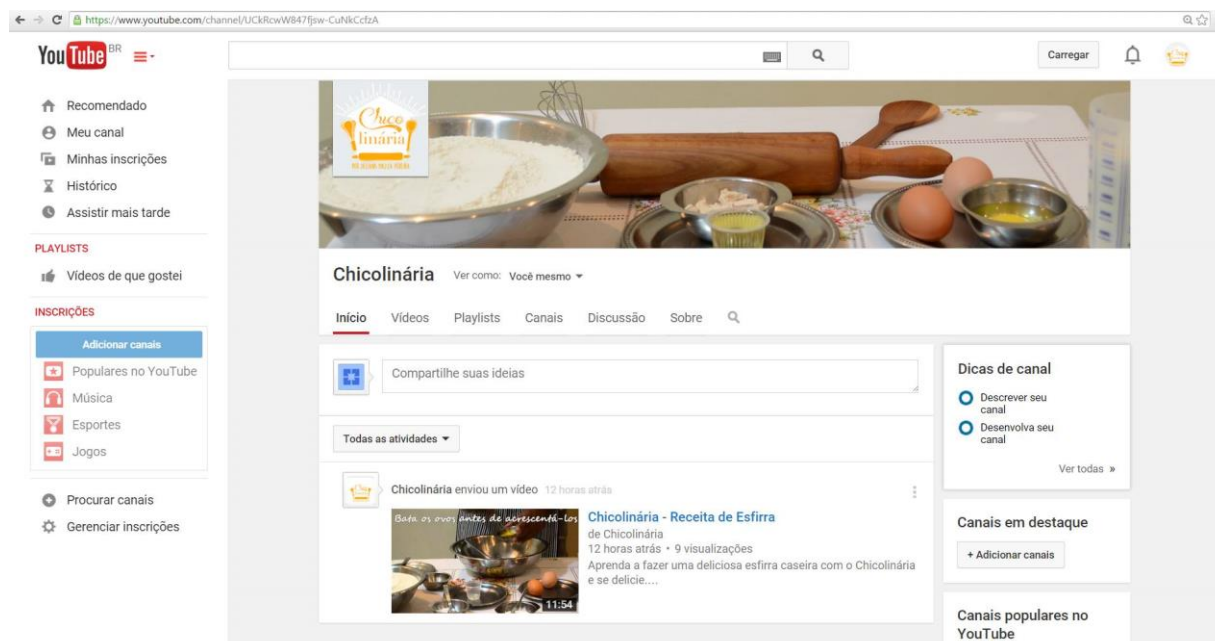 https://www.youtube.com/channel/UCkRcwW847fjsw-CuNkCcfzA
YouTube BR
Carregar
Recomendado
Meu canal
Minhas inscrições
Histórico
Assistir mais tarde
PLAYLISTS
Vídeos de que gostei
INSCRIÇÕES
Adicionar canais
Populares no YouTube
Música
Esportes
Jogos
Procurar canais
Gerenciar inscrições
Chico
linária
Chicolinária Ver como: Você mesmo
Início Vídeos Playlists Canais Discussão Sobre
Compartilhe suas ideias
Todas as atividades
Chicolinária enviou um vídeo 12 horas atrás
Bata os ovos antes de acrescentá-los
11:54
Chicolinária - Receita de Esfirra
de Chicolinária
12 horas atrás • 9 visualizações
Aprenda a fazer uma deliciosa esfirra caseira com o Chicolinária
e se delicie....
Dicas de canal
Descrever seu
canal
Desenvolva seu
canal
Ver todas »
Canais em destaque
+ Adicionar canais
Canais populares no
YouTube